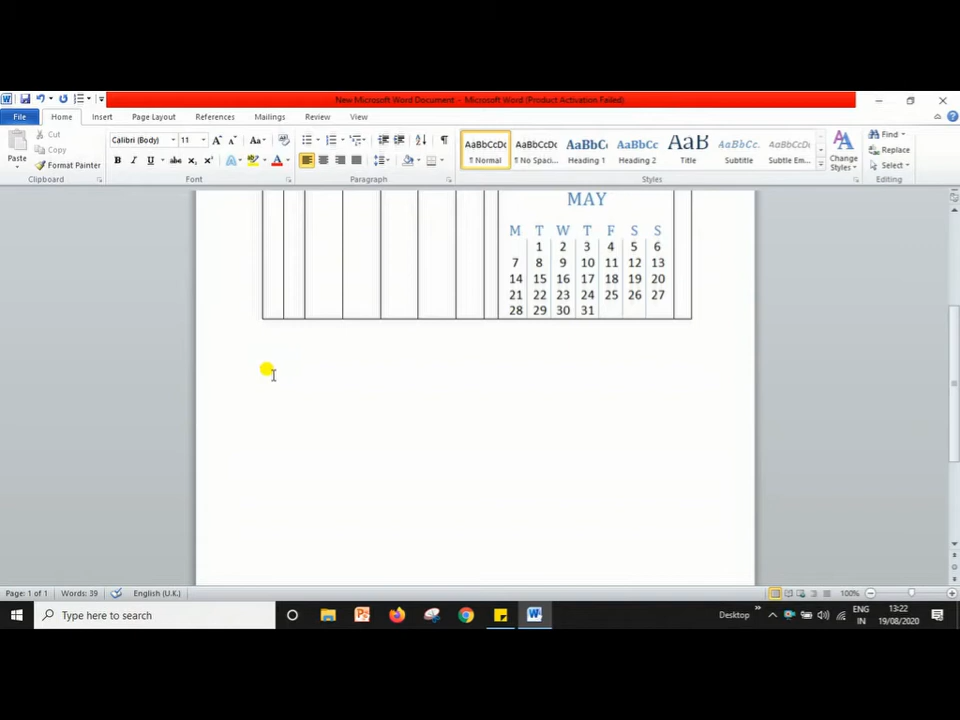 New Microsoft Word Document - Microsoft Word (Product Activation Failed)
File Home Insert Page Layout References Mailings Review View
Paste
Cut
Copy
Format Painter
Clipboard
Calibri (Body) 11
Font
Paragraph
AaBbCcDc AaBbCcDc AaBbC AaBbCc AaB AaBbCc. AaBbCcDc
¶ Normal ¶ No Spaci... Heading 1 Heading 2 Title Subtitle Subtle Em...
Change Styles
Styles
Find
Replace
Select
Editing
MAY
M T W T F S S
1 2 3 4 5 6
7 8 9 10 11 12 13
14 15 16 17 18 19 20
21 22 23 24 25 26 27
28 29 30 31
Page: 1 of 1 Words: 39 English (U.K.) 100%
Type here to search
Desktop
ENG
IN
13:22
19/08/2020